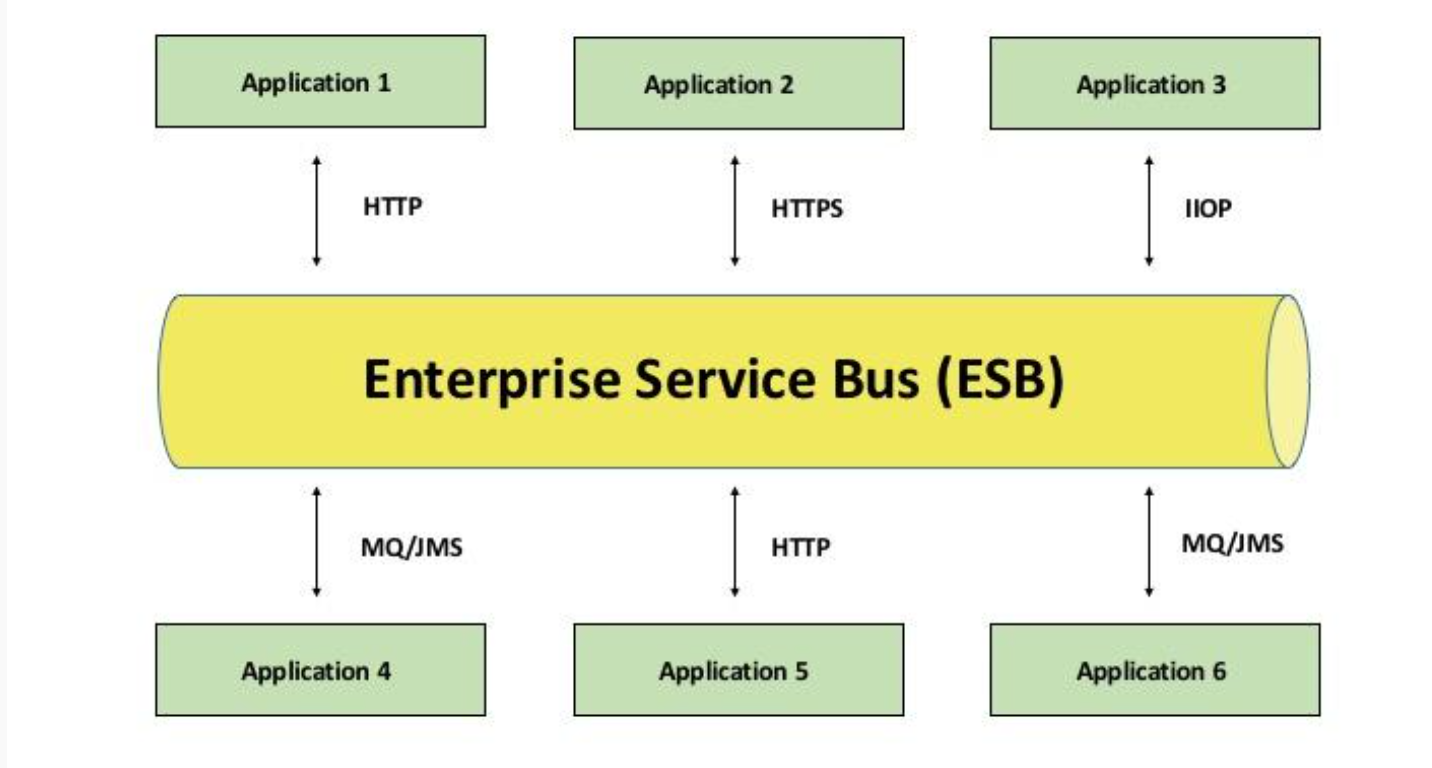 Application 1
Application 2
Application 3
HTTP
HTTPS
IIOP
Enterprise Service Bus (ESB)
MQ/JMS
HTTP
MQ/JMS
Application 4
Application 5
Application 6